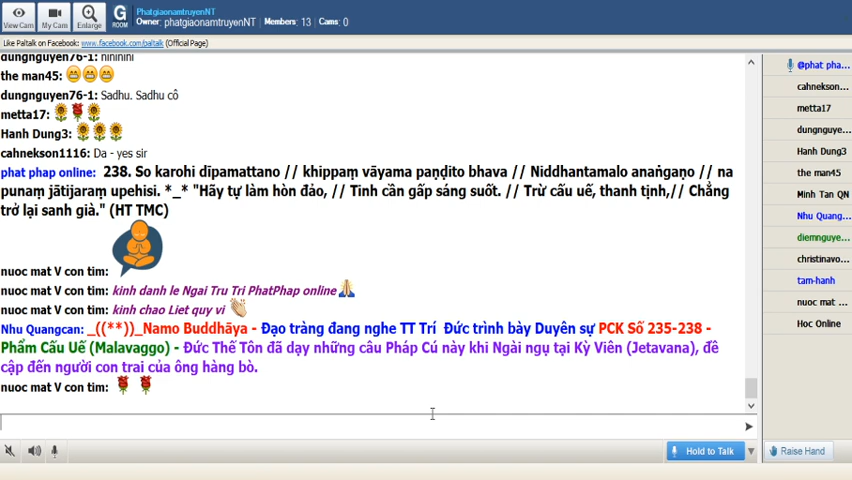 PhatgiaonamtruyenNT
Owner: phatgiaonamtruyenNT Members: 13 Cams: 0
View Cam My Cam Enlarge G ROOM
Like Paltalk on Facebook: www.facebook.com/paltalk (Official Page)
dungnguyen76-1: hihihihi
the man45:
dungnguyen76-1: Sadhu. Sadhu cô
metta17:
Hanh Dung3:
cahnekson1116: Da - yes sir
phat phap online: 238. So karohi dīpamattano // khippaṃ vāyama paṇḍito bhava // Niddhantamalo anaṅgaṇo // na
punaṃ jātijaraṃ upehisi. *_* "Hãy tự làm hòn đảo, // Tinh cần gấp sáng suốt. // Trừ cấu uế, thanh tịnh,// Chẳng
trở lại sanh già." (HT TMC)
nuoc mat V con tim:
nuoc mat V con tim: kinh danh le Ngai Tru Tri PhatPhap online
nuoc mat V con tim: kinh chao Liet quy vi
Nhu Quangcan: _((**))_Namo Buddhāya - Đạo tràng đang nghe TT Trí Đức trình bày Duyên sự PCK Số 235-238 -
Phẩm Cấu Uế (Malavaggo) - Đức Thế Tôn đã dạy những câu Pháp Cú này khi Ngài ngụ tại Kỳ Viên (Jetavana), đề
cập đến người con trai của ông hàng bò.
nuoc mat V con tim:
Hold to Talk
Raise Hand
@phat pha...
cahnekson...
metta17
dungnguye...
Hanh Dung3
the man45
Minh Tan QN
Nhu Quang...
diemnguye...
christinavo...
tam-hanh
nuoc mat ...
Hoc Online